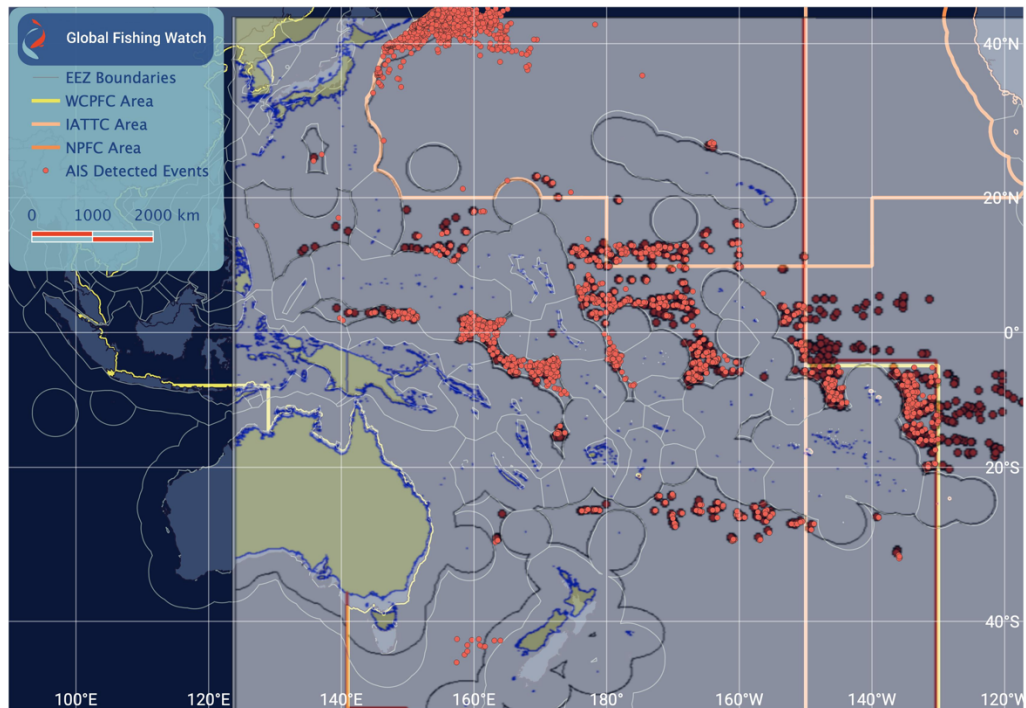 Global Fishing Watch
EEZ Boundaries
WCPFC Area
IATTC Area
NPFC Area
AIS Detected Events
0 1000 2000 km
40°N
20°N
0°
20°S
40°S
100°E 120°E 140°E 160°E 180° 160°W 140°W 120°W